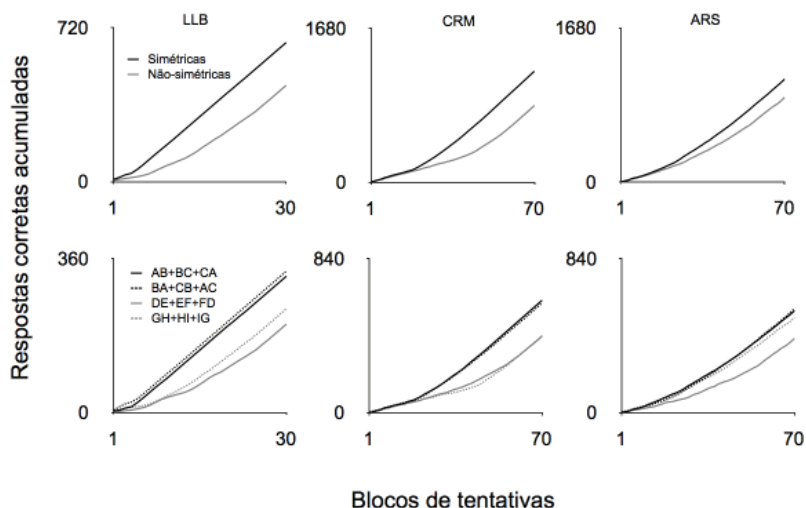 LLB
CRM
ARS
720
Simétricas
Não-simétricas
0
1
30
1680
0
1
70
1680
0
1
70
Respostas corretas acumuladas
360
AB+BC+CA
BA+CB+AC
DE+EF+FD
GH+HI+IG
0
1
30
840
0
1
70
840
0
1
70
Blocos de tentativas